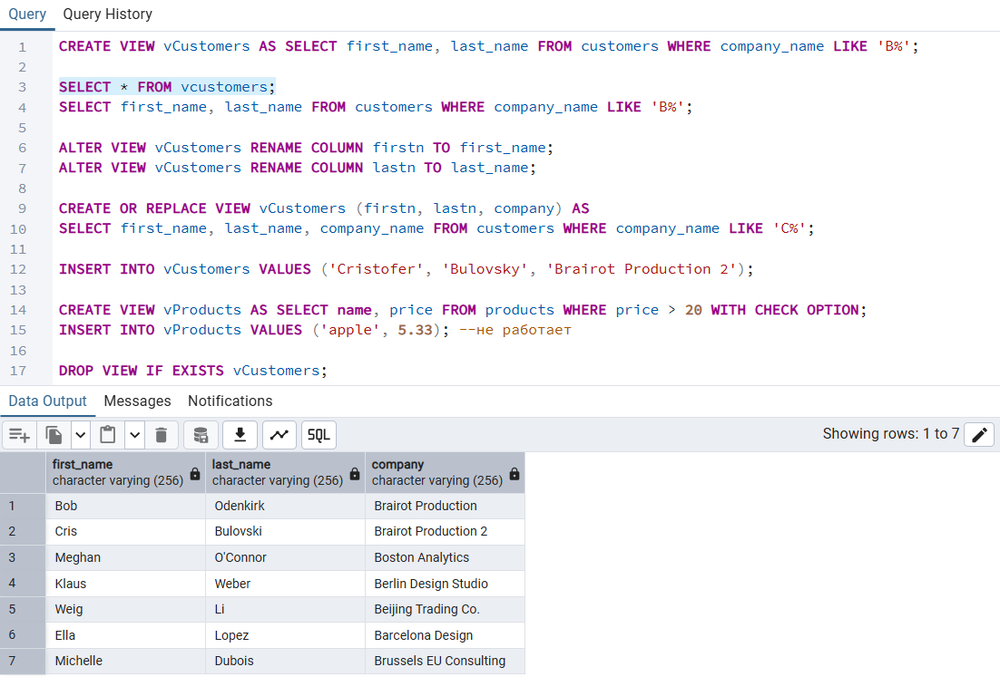 Query Query History
1 CREATE VIEW vCustomers AS SELECT first_name, last_name FROM customers WHERE company_name LIKE 'B%';
2
3 SELECT * FROM vcustomers;
4 SELECT first_name, last_name FROM customers WHERE company_name LIKE 'B%';
5
6 ALTER VIEW vCustomers RENAME COLUMN firstn TO first_name;
7 ALTER VIEW vCustomers RENAME COLUMN lastn TO last_name;
8
9 CREATE OR REPLACE VIEW vCustomers (firstn, lastn, company) AS
10 SELECT first_name, last_name, company_name FROM customers WHERE company_name LIKE 'C%';
11
12 INSERT INTO vCustomers VALUES ('Cristofer', 'Bulovsky', 'Brairot Production 2');
13
14 CREATE VIEW vProducts AS SELECT name, price FROM products WHERE price > 20 WITH CHECK OPTION;
15 INSERT INTO vProducts VALUES ('apple', 5.33); --не работает
16
17 DROP VIEW IF EXISTS vCustomers;
Data Output Messages Notifications
SQL Showing rows: 1 to 7
first_name last_name company
character varying (256) character varying (256) character varying (256)
1 Bob Odenkirk Brairot Production
2 Cris Bulovski Brairot Production 2
3 Meghan O'Connor Boston Analytics
4 Klaus Weber Berlin Design Studio
5 Weig Li Beijing Trading Co.
6 Ella Lopez Barcelona Design
7 Michelle Dubois Brussels EU Consulting